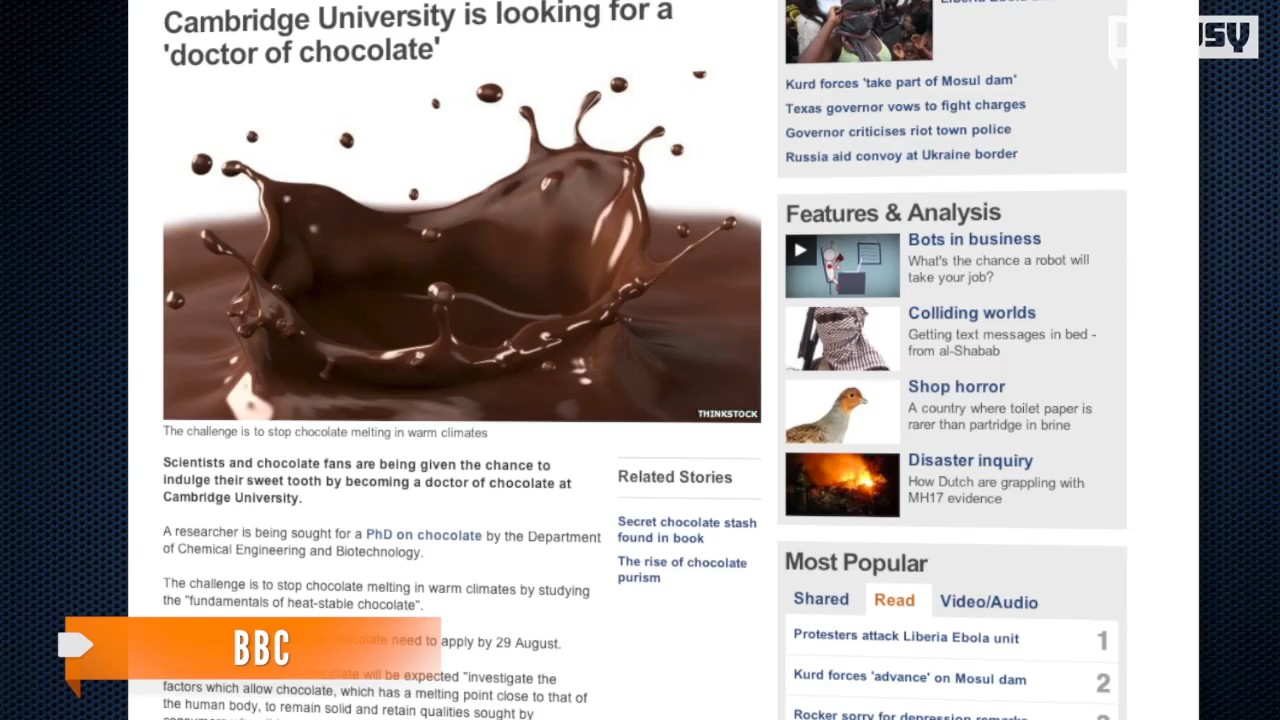 Cambridge University is looking for a
'doctor of chocolate'
THINKSTOCK
The challenge is to stop chocolate melting in warm climates
Scientists and chocolate fans are being given the chance to
indulge their sweet tooth by becoming a doctor of chocolate at
Cambridge University.
A researcher is being sought for a PhD on chocolate by the Department
of Chemical Engineering and Biotechnology.
The challenge is to stop chocolate melting in warm climates by studying
the "fundamentals of heat-stable chocolate".
chocolate need to apply by 29 August.
chocolate will be expected "investigate the
factors which allow chocolate, which has a melting point close to that of
the human body, to remain solid and retain qualities sought by
Related Stories
Secret chocolate stash
found in book
The rise of chocolate
purism
Kurd forces 'take part of Mosul dam'
Texas governor vows to fight charges
Governor criticises riot town police
Russia aid convoy at Ukraine border
Features & Analysis
Bots in business
What's the chance a robot will
take your job?
Colliding worlds
Getting text messages in bed -
from al-Shabab
Shop horror
A country where toilet paper is
rarer than partridge in brine
Disaster inquiry
How Dutch are grappling with
MH17 evidence
Most Popular
Shared Read Video/Audio
Protesters attack Liberia Ebola unit 1
Kurd forces 'advance' on Mosul dam 2
Rocker sorry for depression remarks
BBC